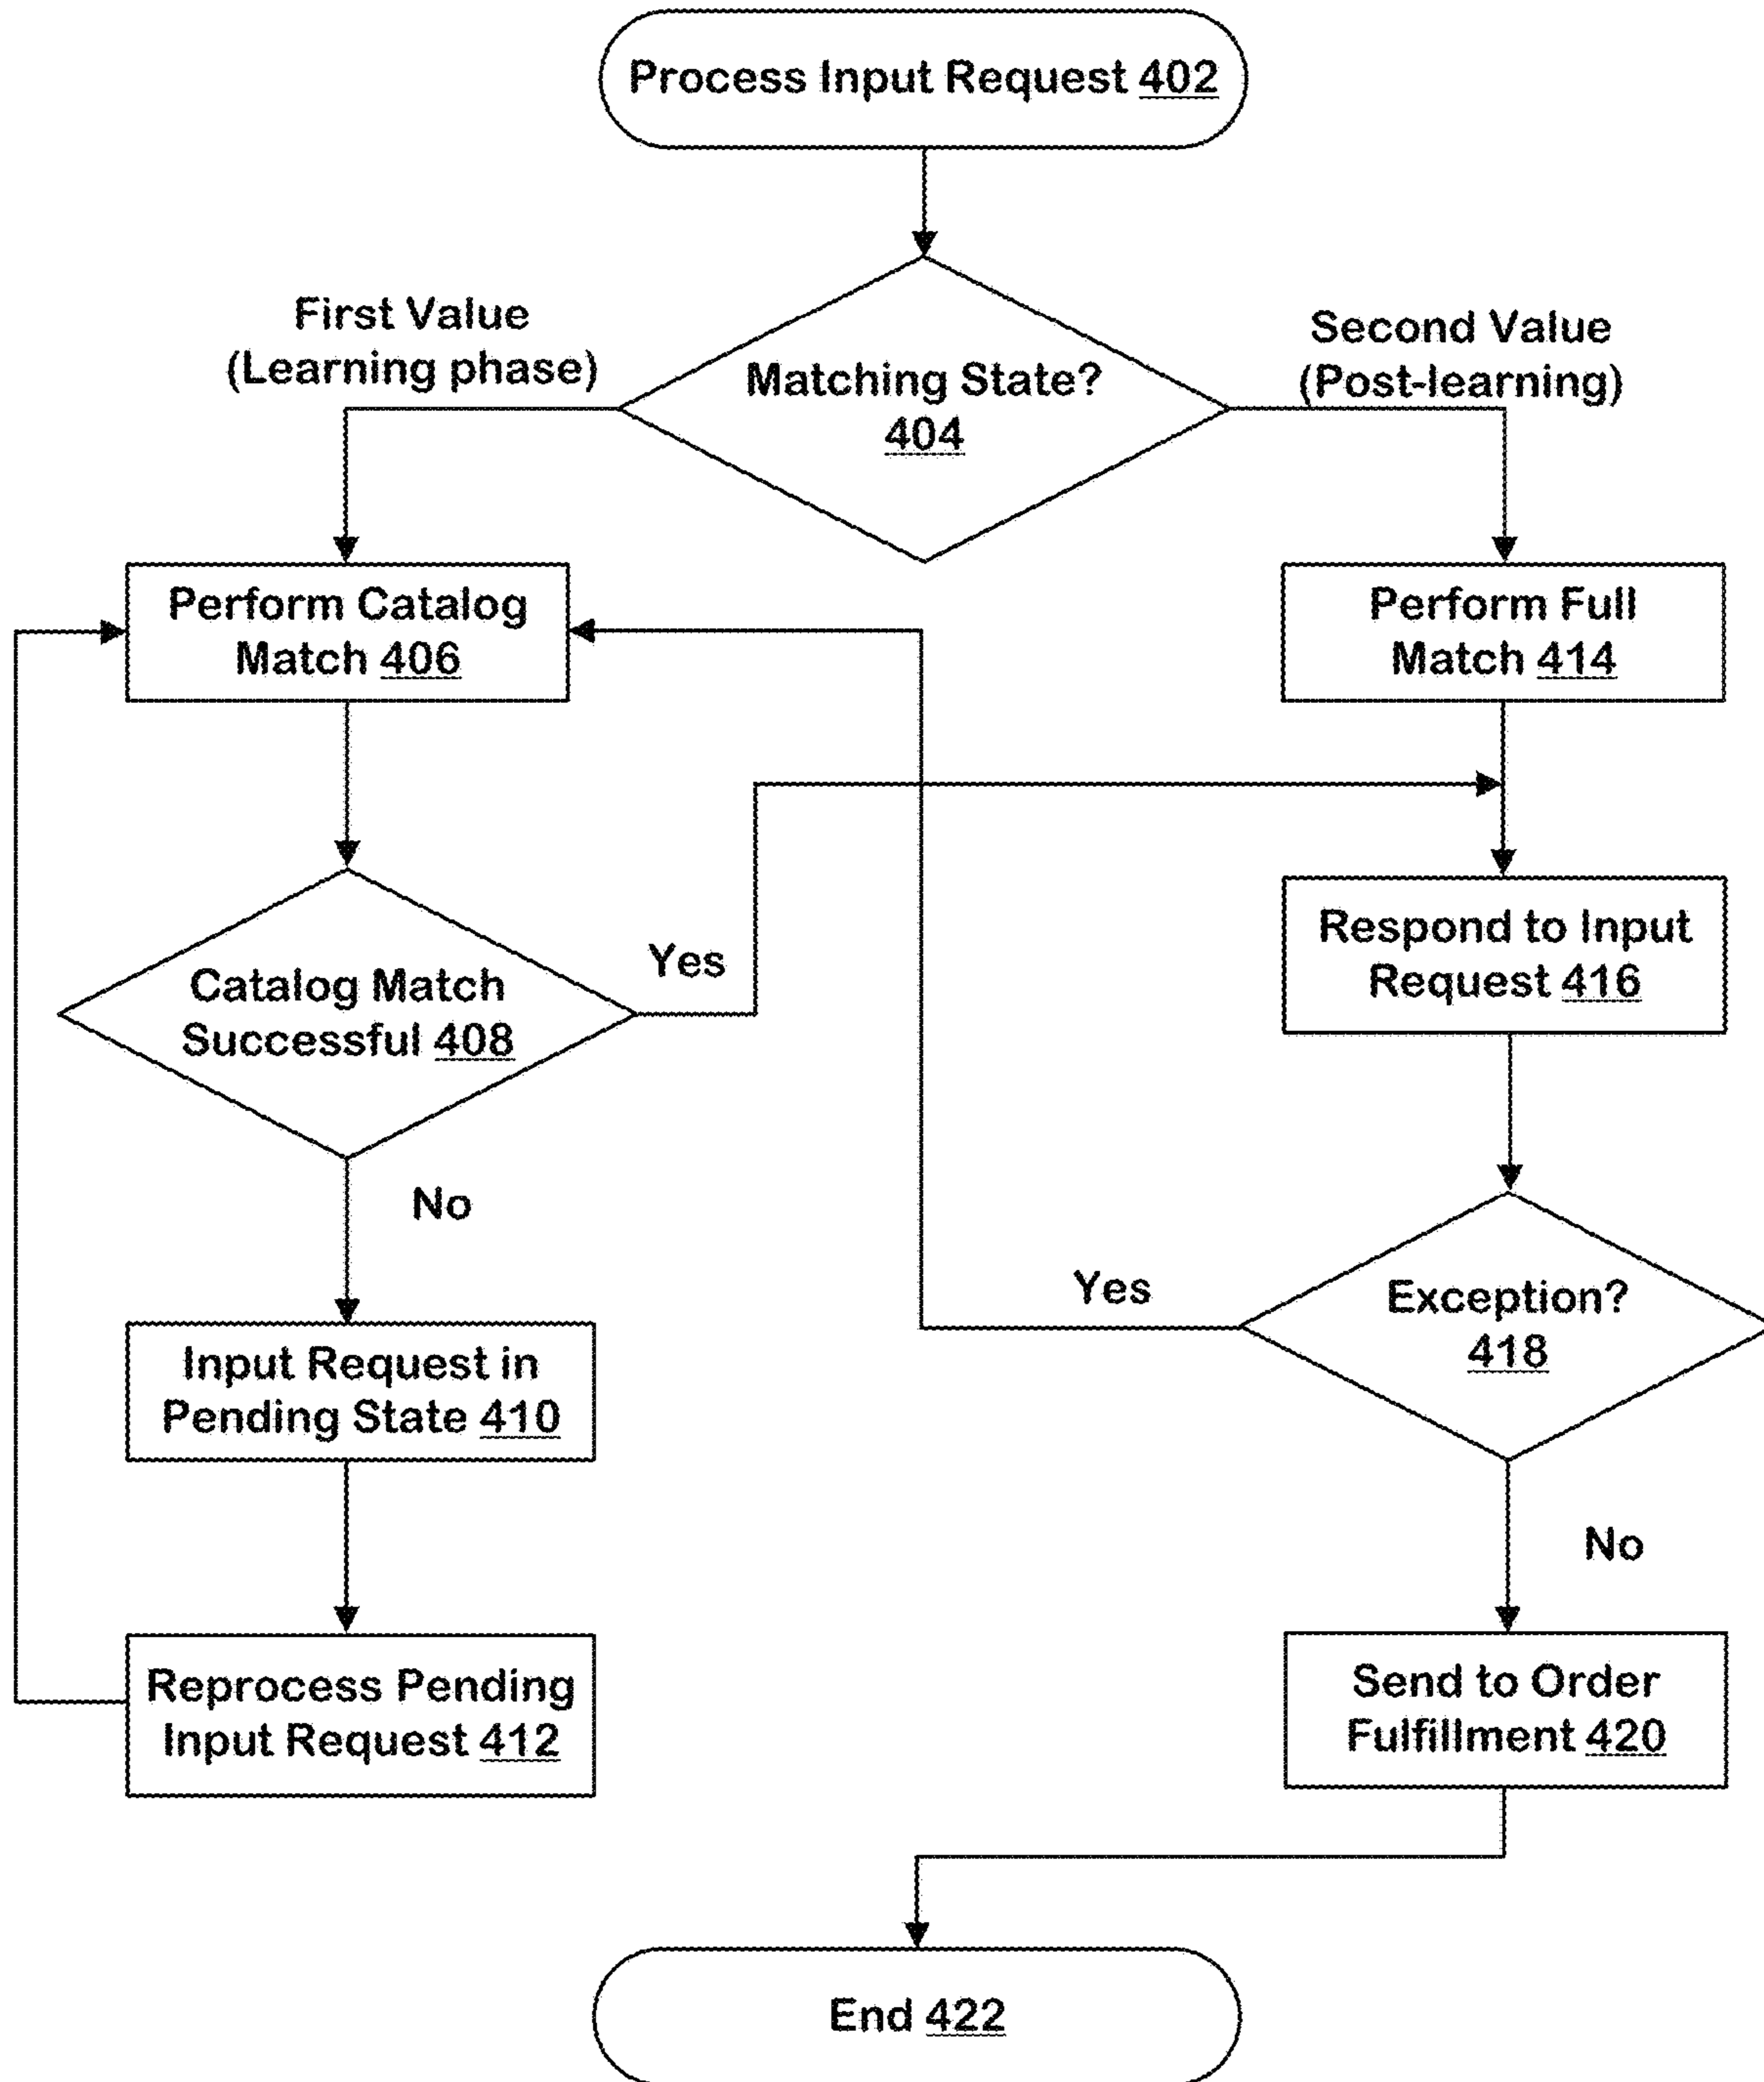 Process Input Request 402
First Value
(Learning phase)
Matching State?
404
Second Value
(Post-learning)
Perform Catalog
Match 406
Perform Full
Match 414
Catalog Match
Successful 408
Yes
Respond to Input
Request 416
No
Yes
Exception?
418
Input Request in
Pending State 410
No
Reprocess Pending
Input Request 412
Send to Order
Fulfillment 420
End 422